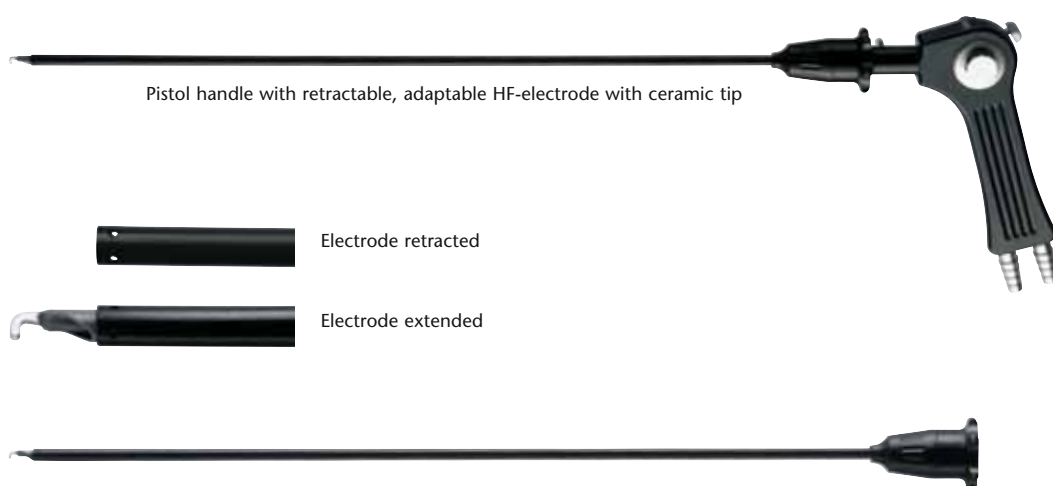 Pistol handle with retractable, adaptable HF-electrode with ceramic tip
Electrode retracted
Electrode extended